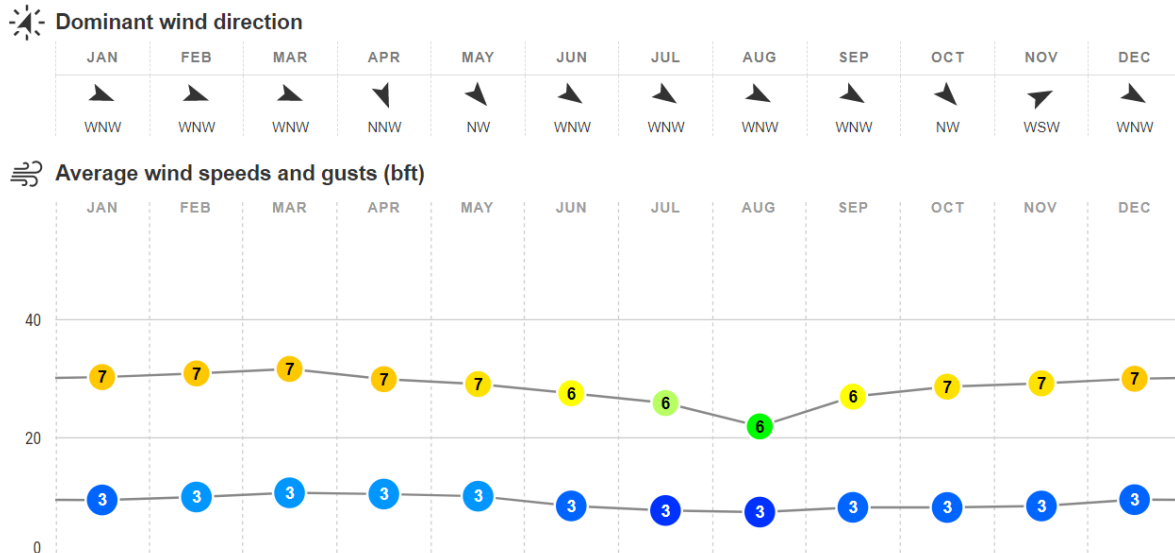 Dominant wind direction
JAN FEB MAR APR MAY JUN JUL AUG SEP OCT NOV DEC
WNW WNW WNW NNW NW WNW WNW WNW WNW NW WSW WNW
Average wind speeds and gusts (bft)
JAN FEB MAR APR MAY JUN JUL AUG SEP OCT NOV DEC
40
7 7 7 7 7 6 6 6 6 7 7 7
20
3 3 3 3 3 3 3 3 3 3 3 3
0